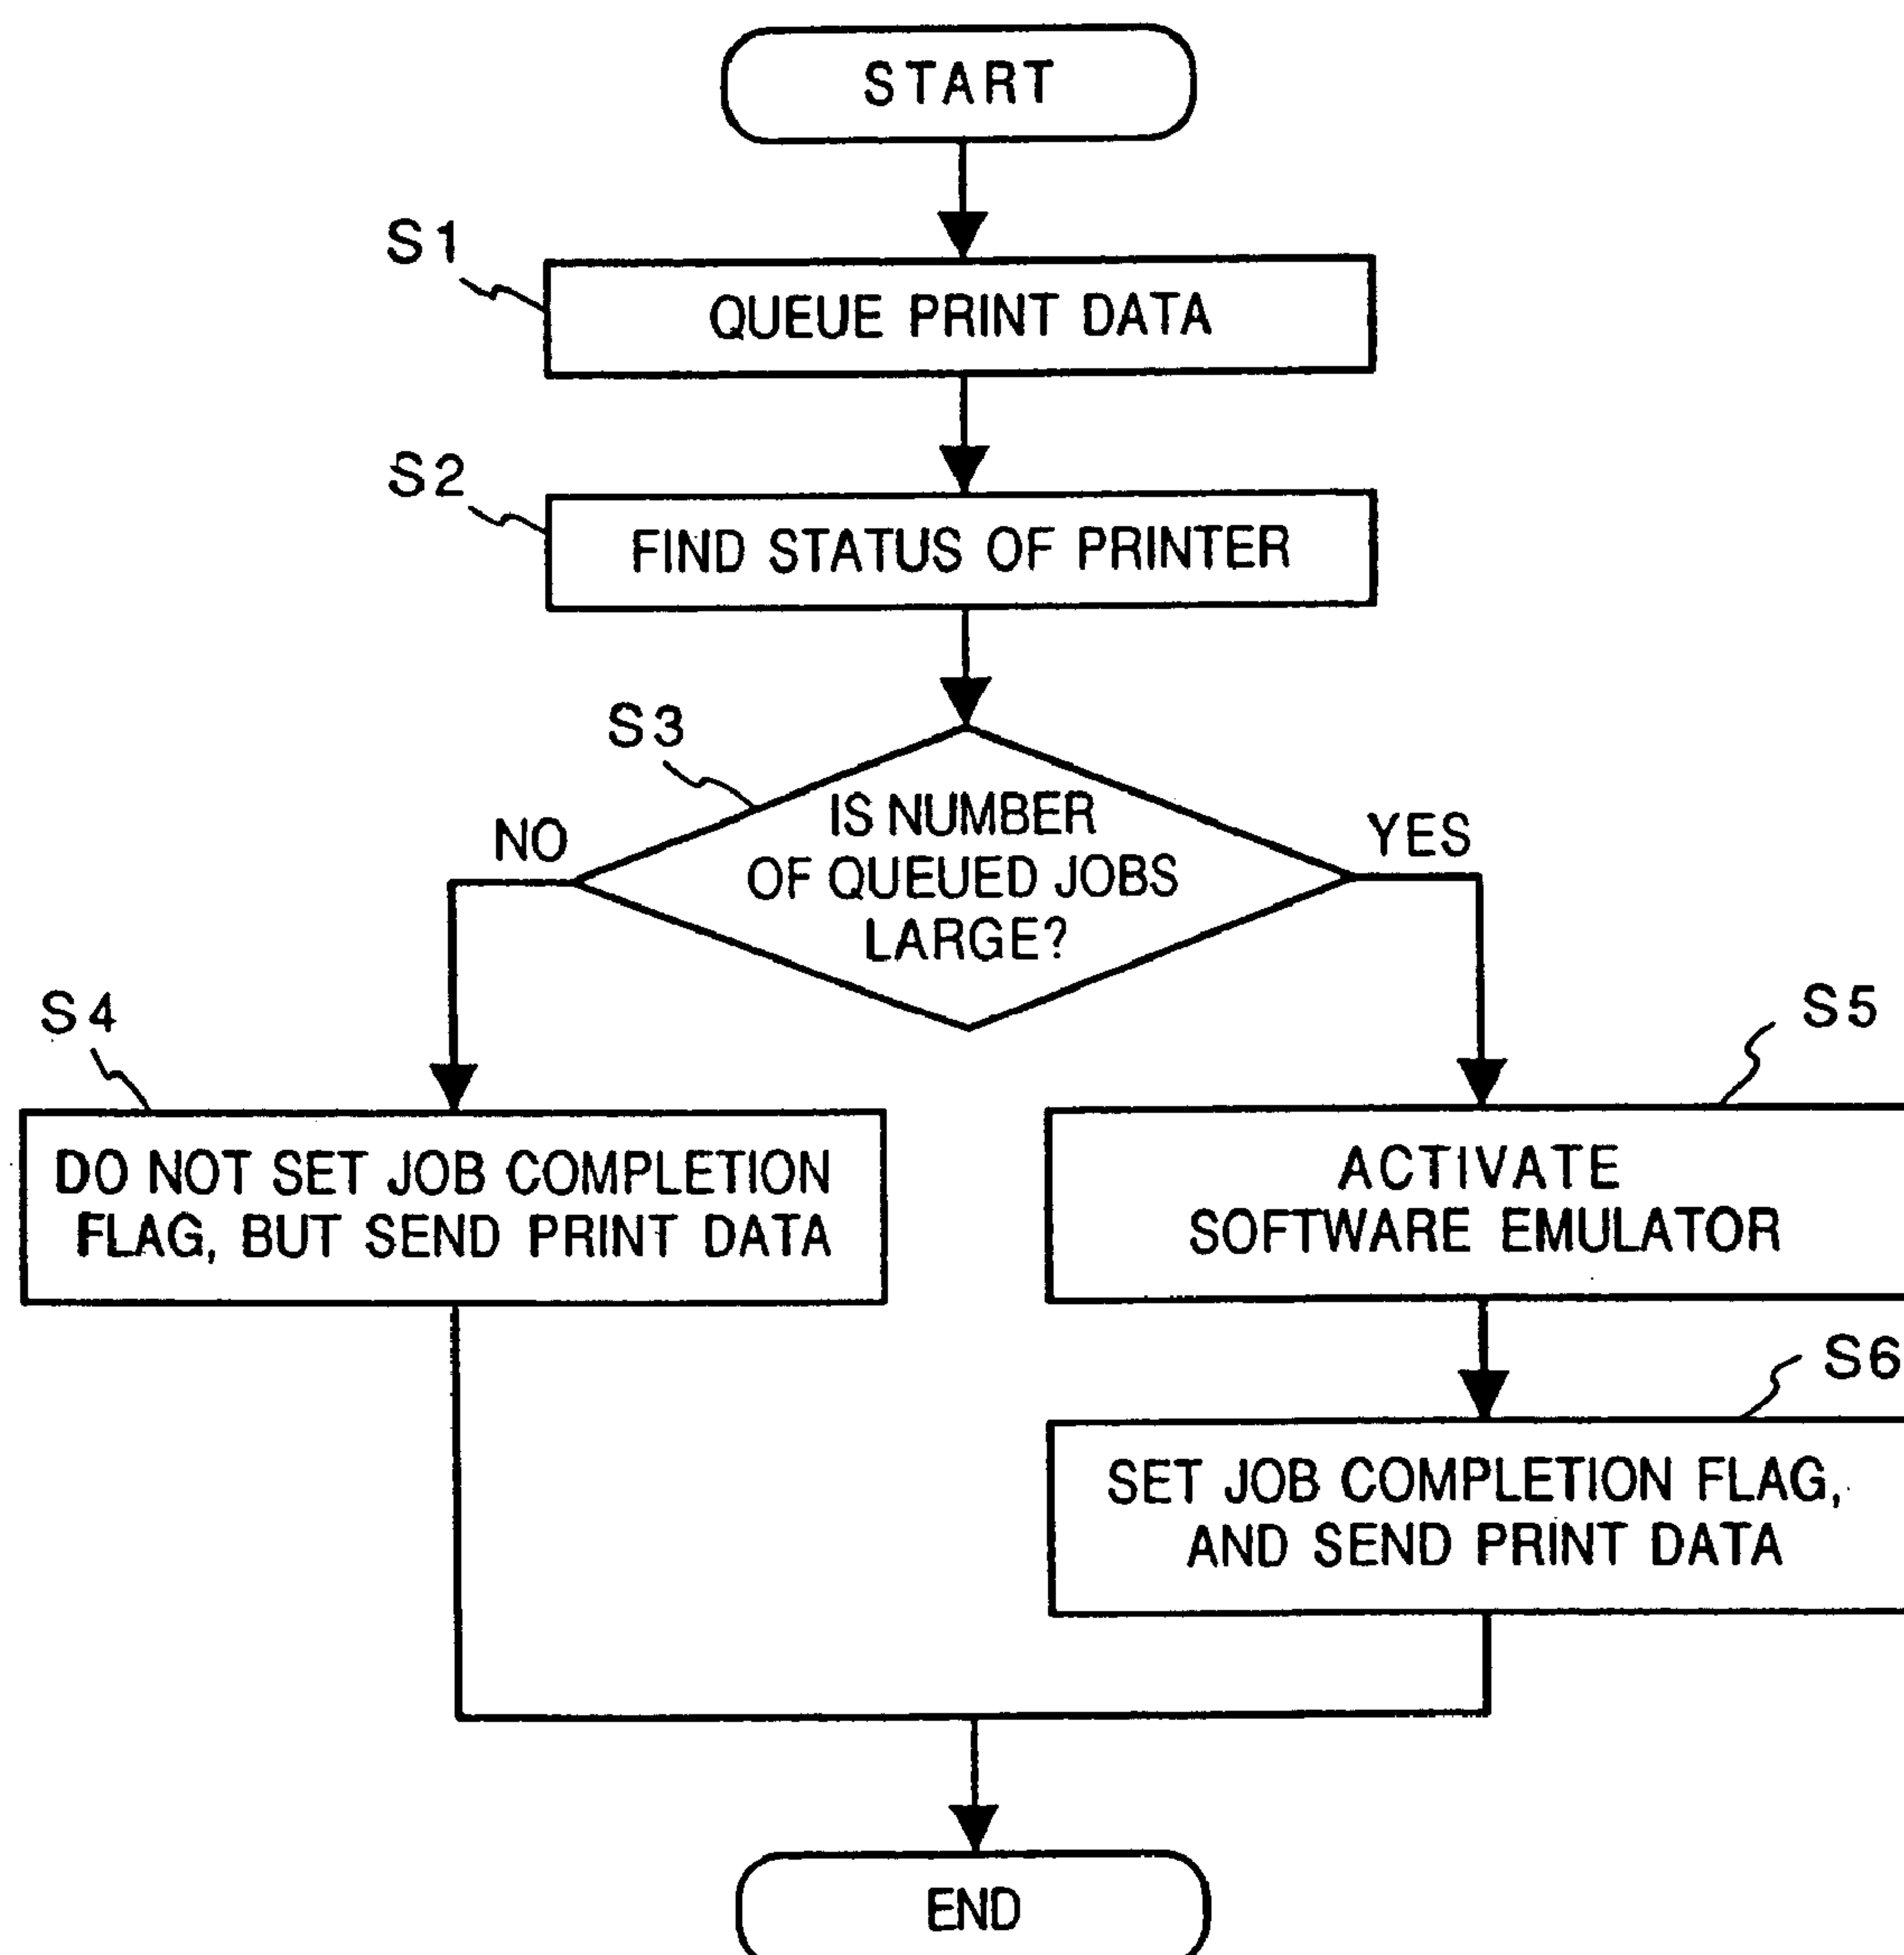 START
S1
QUEUE PRINT DATA
S2
FIND STATUS OF PRINTER
S3
IS NUMBER
OF QUEUED JOBS
LARGE?
NO
YES
S4
DO NOT SET JOB COMPLETION
FLAG, BUT SEND PRINT DATA
S5
ACTIVATE
SOFTWARE EMULATOR
S6
SET JOB COMPLETION FLAG,
AND SEND PRINT DATA
END